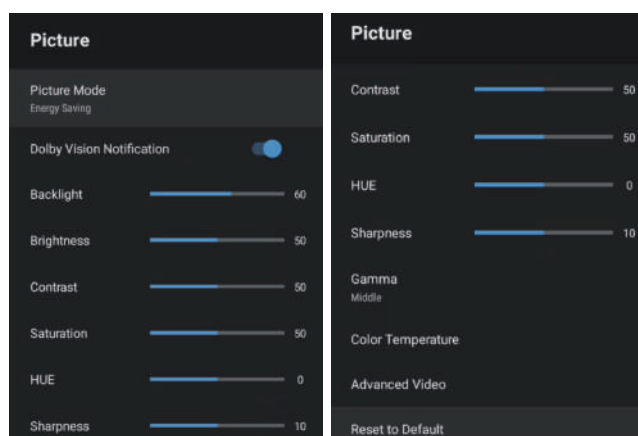 Picture
Picture Mode
Energy Saving
Dolby Vision Notification
Backlight 60
Brightness 50
Contrast 50
Saturation 50
HUE 0
Sharpness 10
Picture
Contrast 50
Saturation 50
HUE 0
Sharpness 10
Gamma
Middle
Color Temperature
Advanced Video
Reset to Default